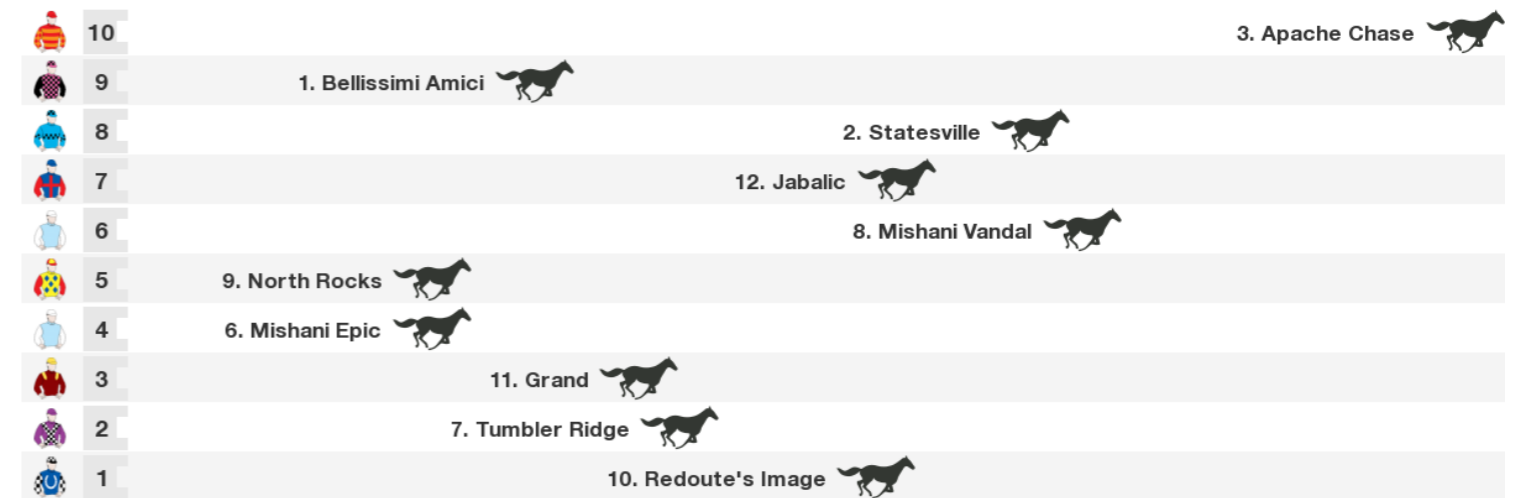 10 3. Apache Chase
9 1. Bellissimi Amici
8 2. Statesville
7 12. Jabalic
6 8. Mishani Vandal
5 9. North Rocks
4 6. Mishani Epic
3 11. Grand
2 7. Tumbler Ridge
1 10. Redoute's Image